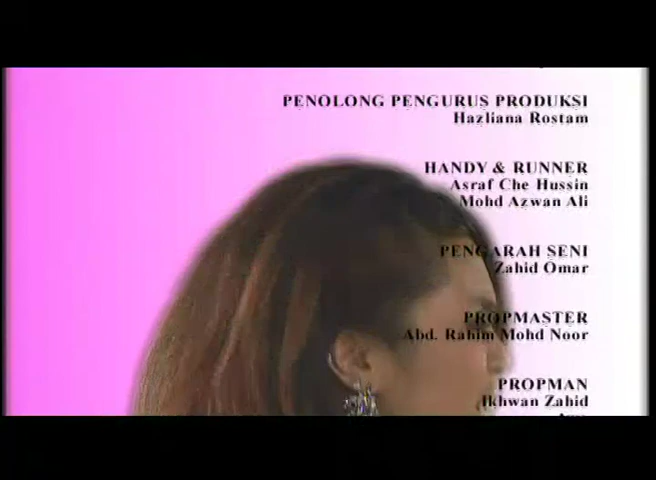 PENOLONG PENGURUS PRODUKSI
Hazliana Rostam
HANDY & RUNNER
Asraf Che Hussin
Mohd Azwan Ali
PENGARAH SENI
Zahid Omar
PROPMASTER
Abd. Rahim Mohd Noor
PROPMAN
Ikhwan Zahid